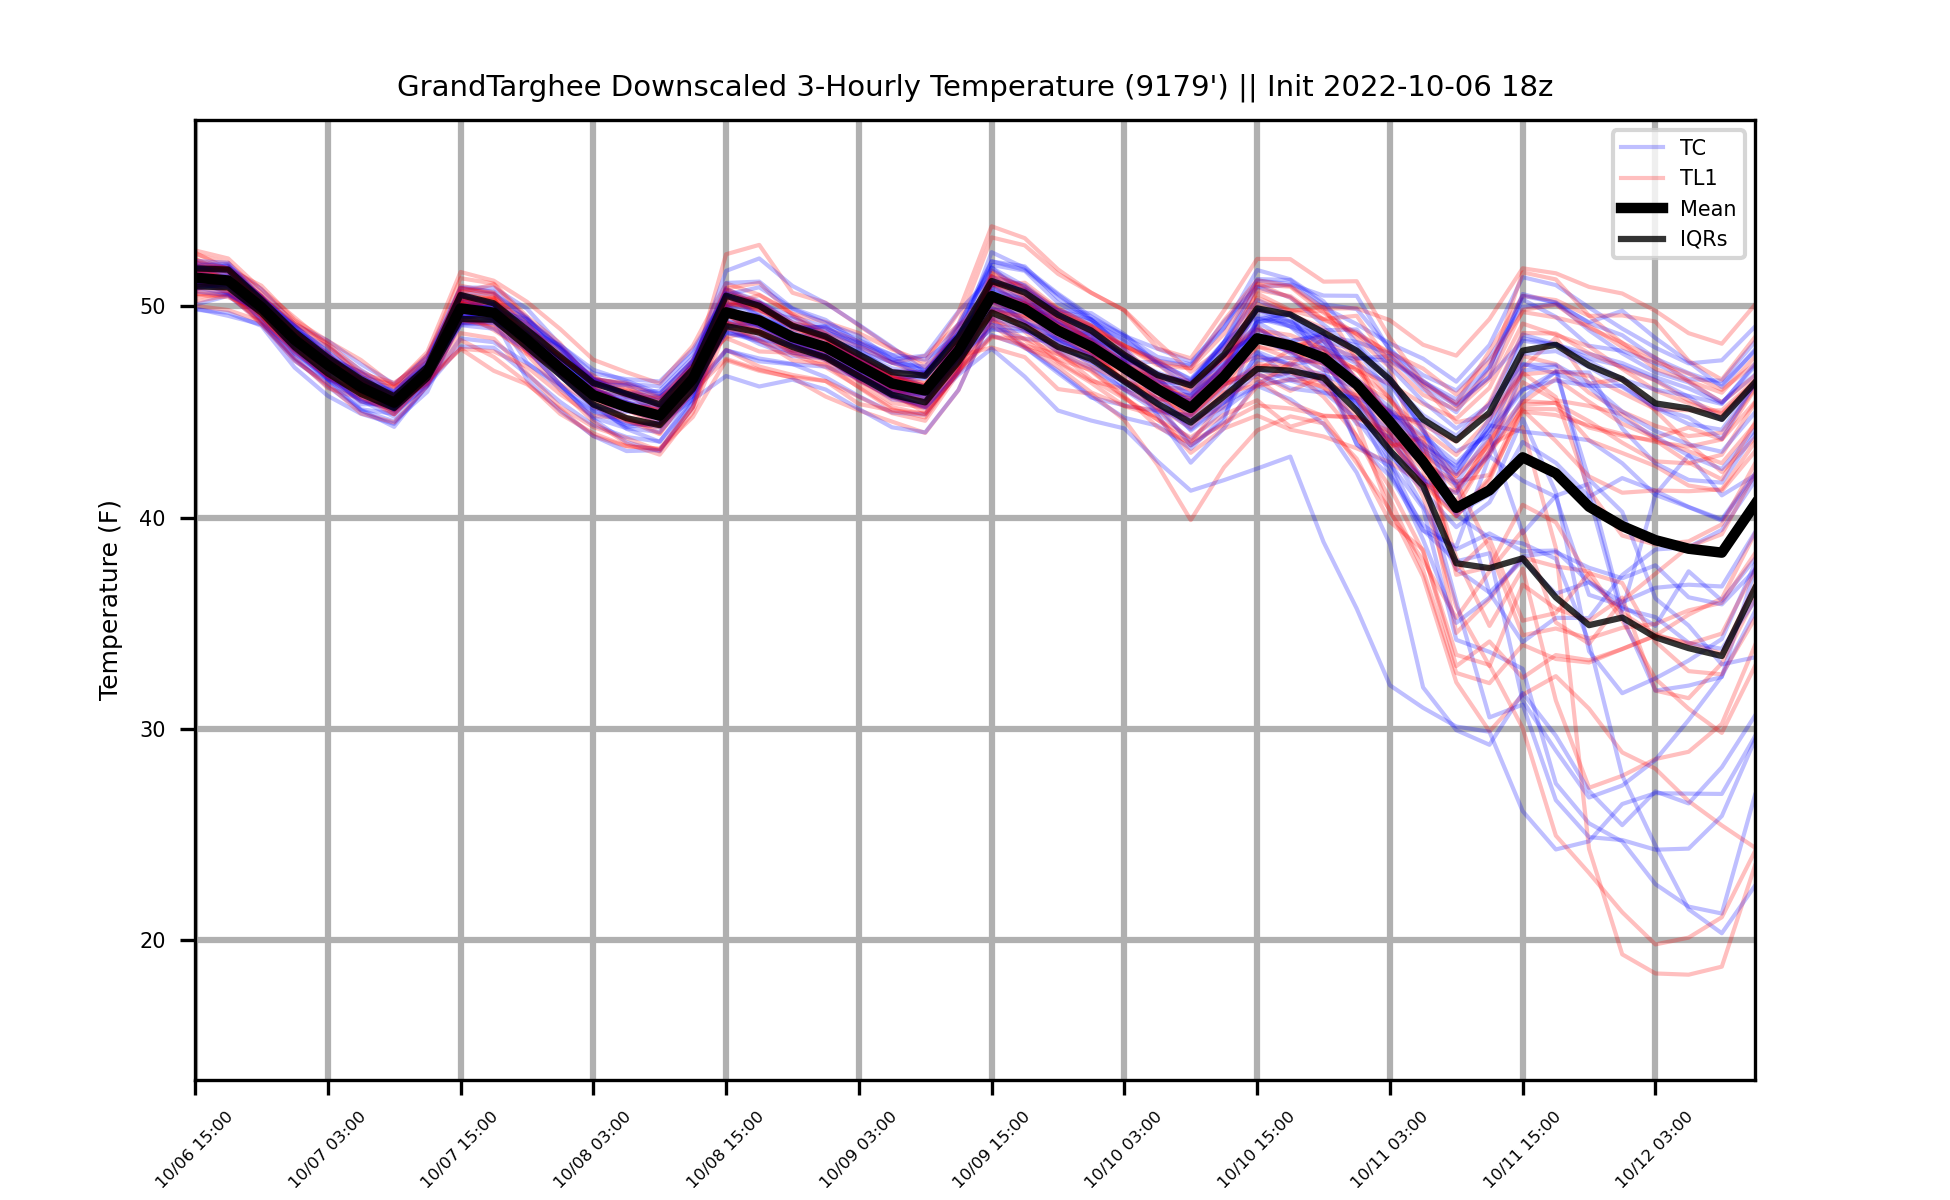 GrandTarghee Downscaled 3-Hourly Temperature (9179') || Init 2022-10-06 18z
TC
TL1
Mean
IQRs
Temperature (F)
50
40
30
20
10/06 15:00
10/07 03:00
10/07 15:00
10/08 03:00
10/08 15:00
10/09 03:00
10/09 15:00
10/10 03:00
10/10 15:00
10/11 03:00
10/11 15:00
10/12 03:00